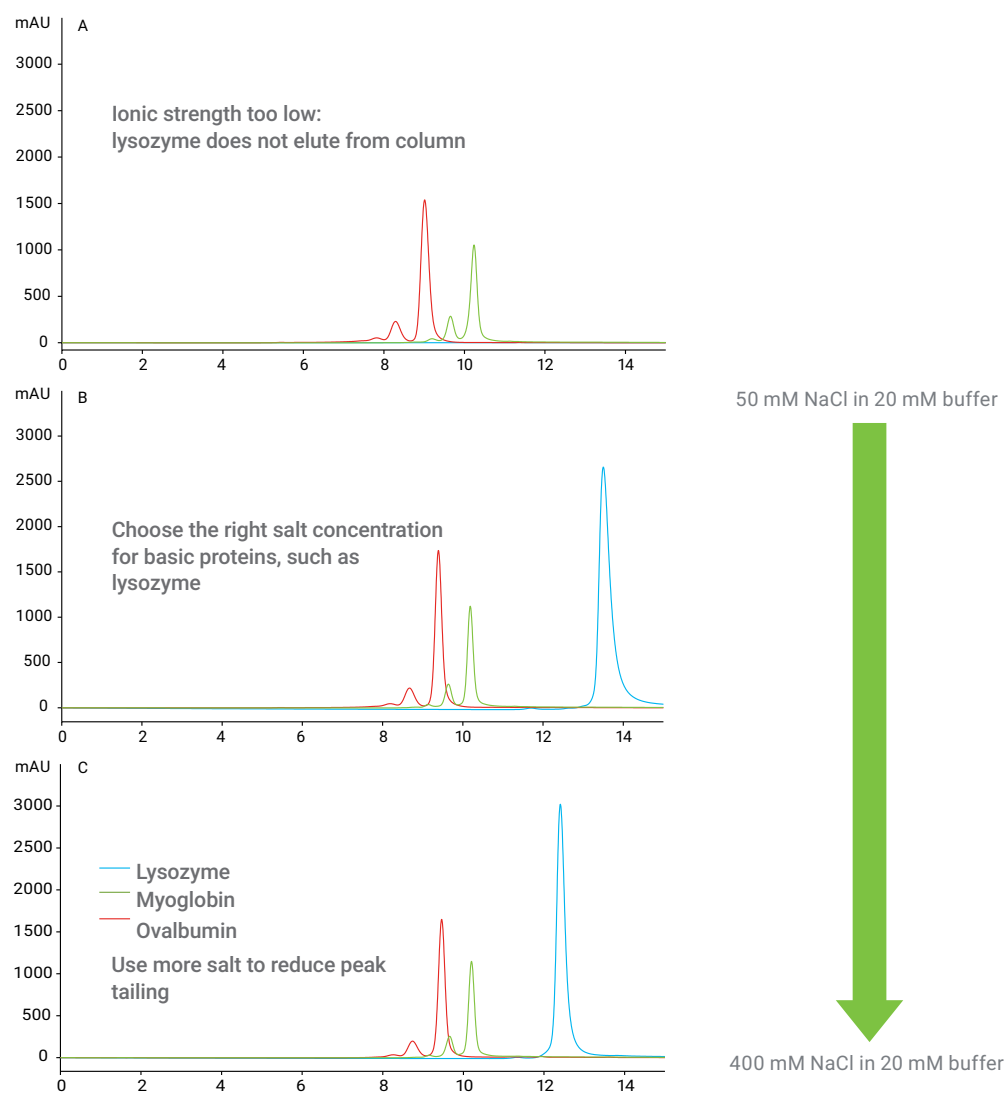 mAU
A
3000
2500
2000
1500
1000
500
0
Ionic strength too low:
lysozyme does not elute from column
0 2 4 6 8 10 12 14
mAU
B
3000
2500
2000
1500
1000
500
0
Choose the right salt concentration
for basic proteins, such as
lysozyme
0 2 4 6 8 10 12 14
50 mM NaCl in 20 mM buffer
mAU
C
3000
2500
2000
1500
1000
500
0
Lysozyme
Myoglobin
Ovalbumin
Use more salt to reduce peak
tailing
0 2 4 6 8 10 12 14
400 mM NaCl in 20 mM buffer